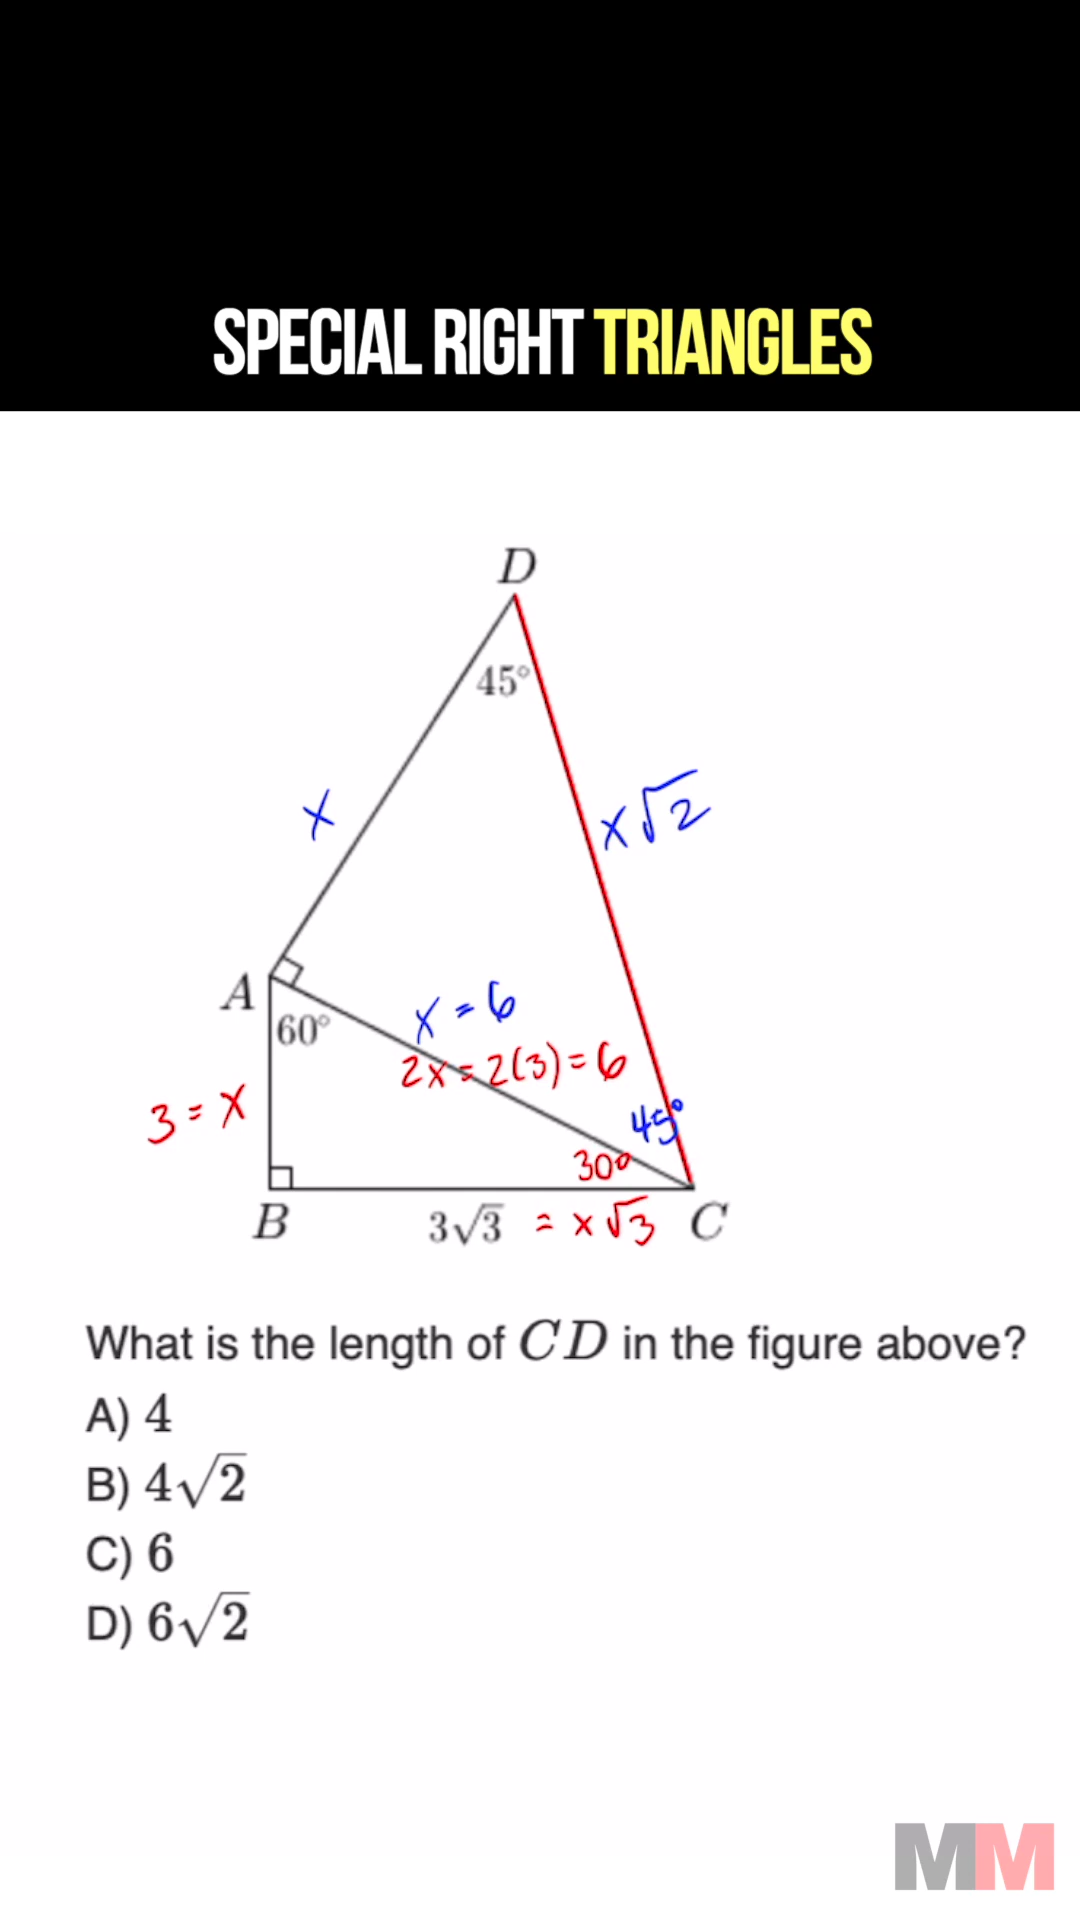 SPECIAL RIGHT TRIANGLES
D
45°
x
x√2
A
60°
x = 6
2x = 2(3) = 6
3 = x
45°
30°
B
3√3 = x√3
C
What is the length of CD in the figure above?
A) 4
B) 4√2
C) 6
D) 6√2
MM